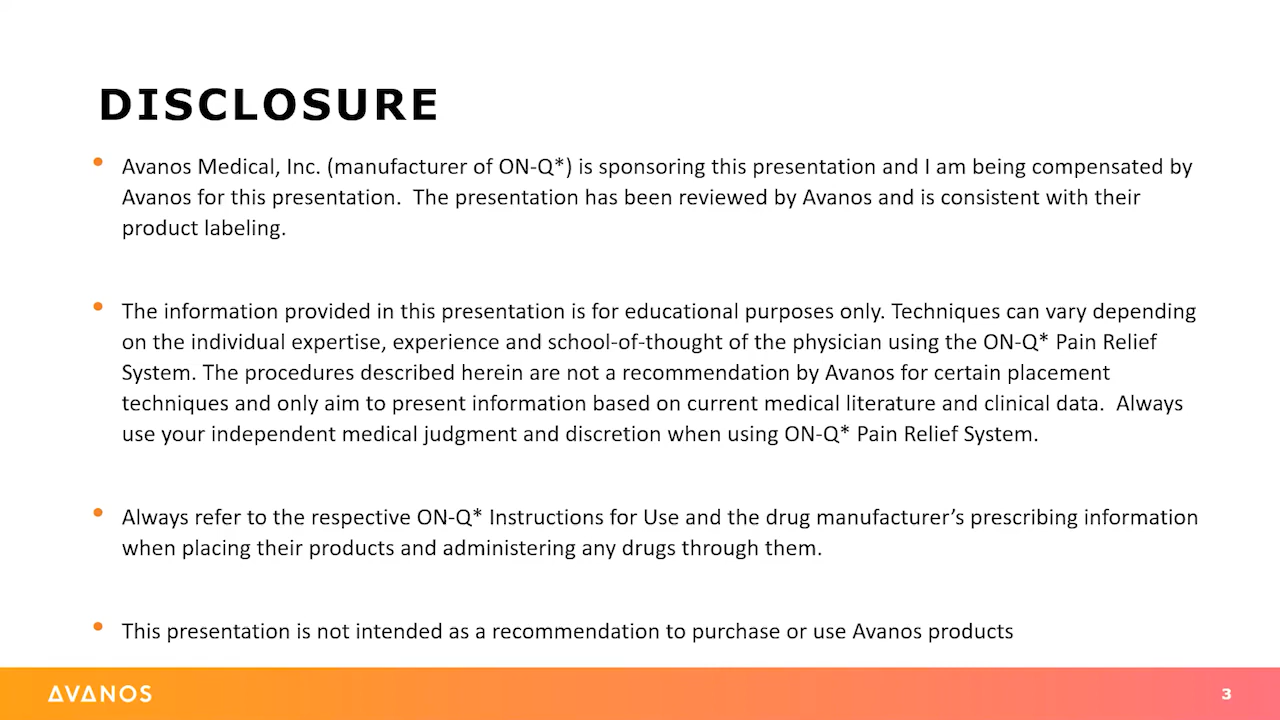 DISCLOSURE
• Avanos Medical, Inc. (manufacturer of ON-Q*) is sponsoring this presentation and I am being compensated by
Avanos for this presentation.  The presentation has been reviewed by Avanos and is consistent with their
product labeling.
• The information provided in this presentation is for educational purposes only. Techniques can vary depending
on the individual expertise, experience and school-of-thought of the physician using the ON-Q* Pain Relief
System. The procedures described herein are not a recommendation by Avanos for certain placement
techniques and only aim to present information based on current medical literature and clinical data.  Always
use your independent medical judgment and discretion when using ON-Q* Pain Relief System.
• Always refer to the respective ON-Q* Instructions for Use and the drug manufacturer’s prescribing information
when placing their products and administering any drugs through them.
• This presentation is not intended as a recommendation to purchase or use Avanos products
AVANOS
3